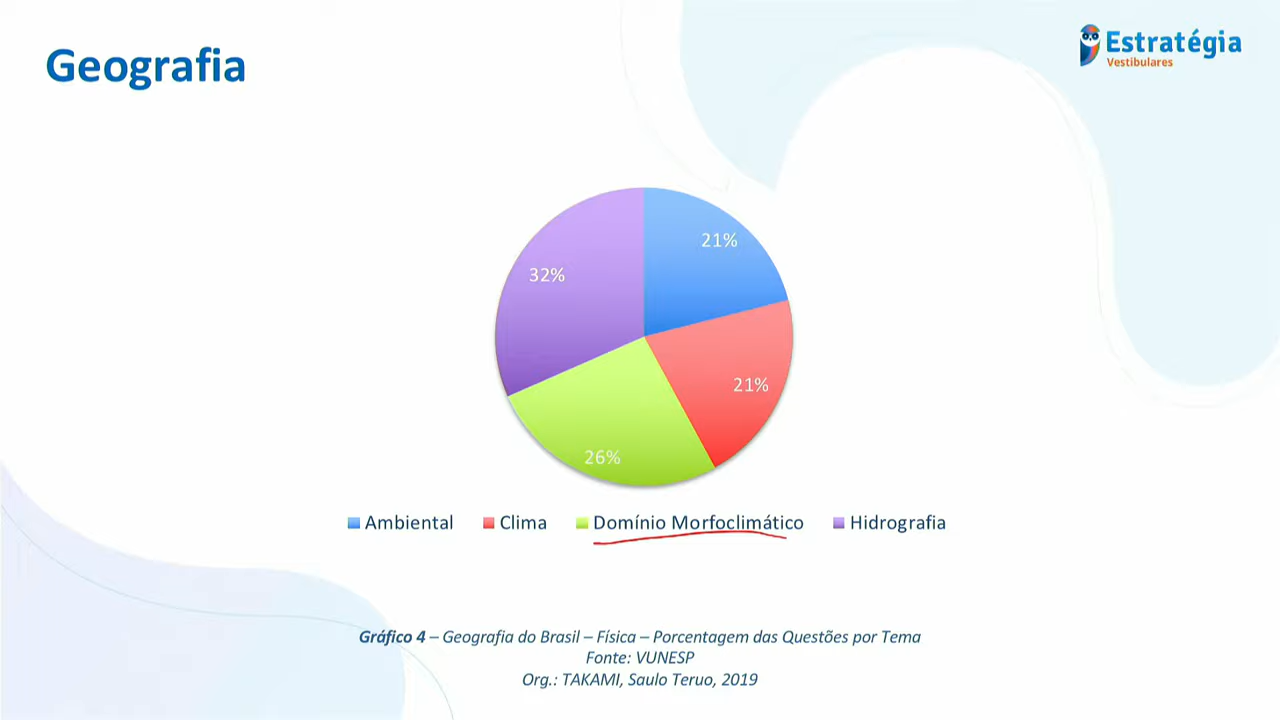 Geografia
Estratégia
Vestibulares
21%
32%
21%
26%
Ambiental Clima Domínio Morfoclimático Hidrografia
Gráfico 4 – Geografia do Brasil – Física – Porcentagem das Questões por Tema
Fonte: VUNESP
Org.: TAKAMI, Saulo Teruo, 2019